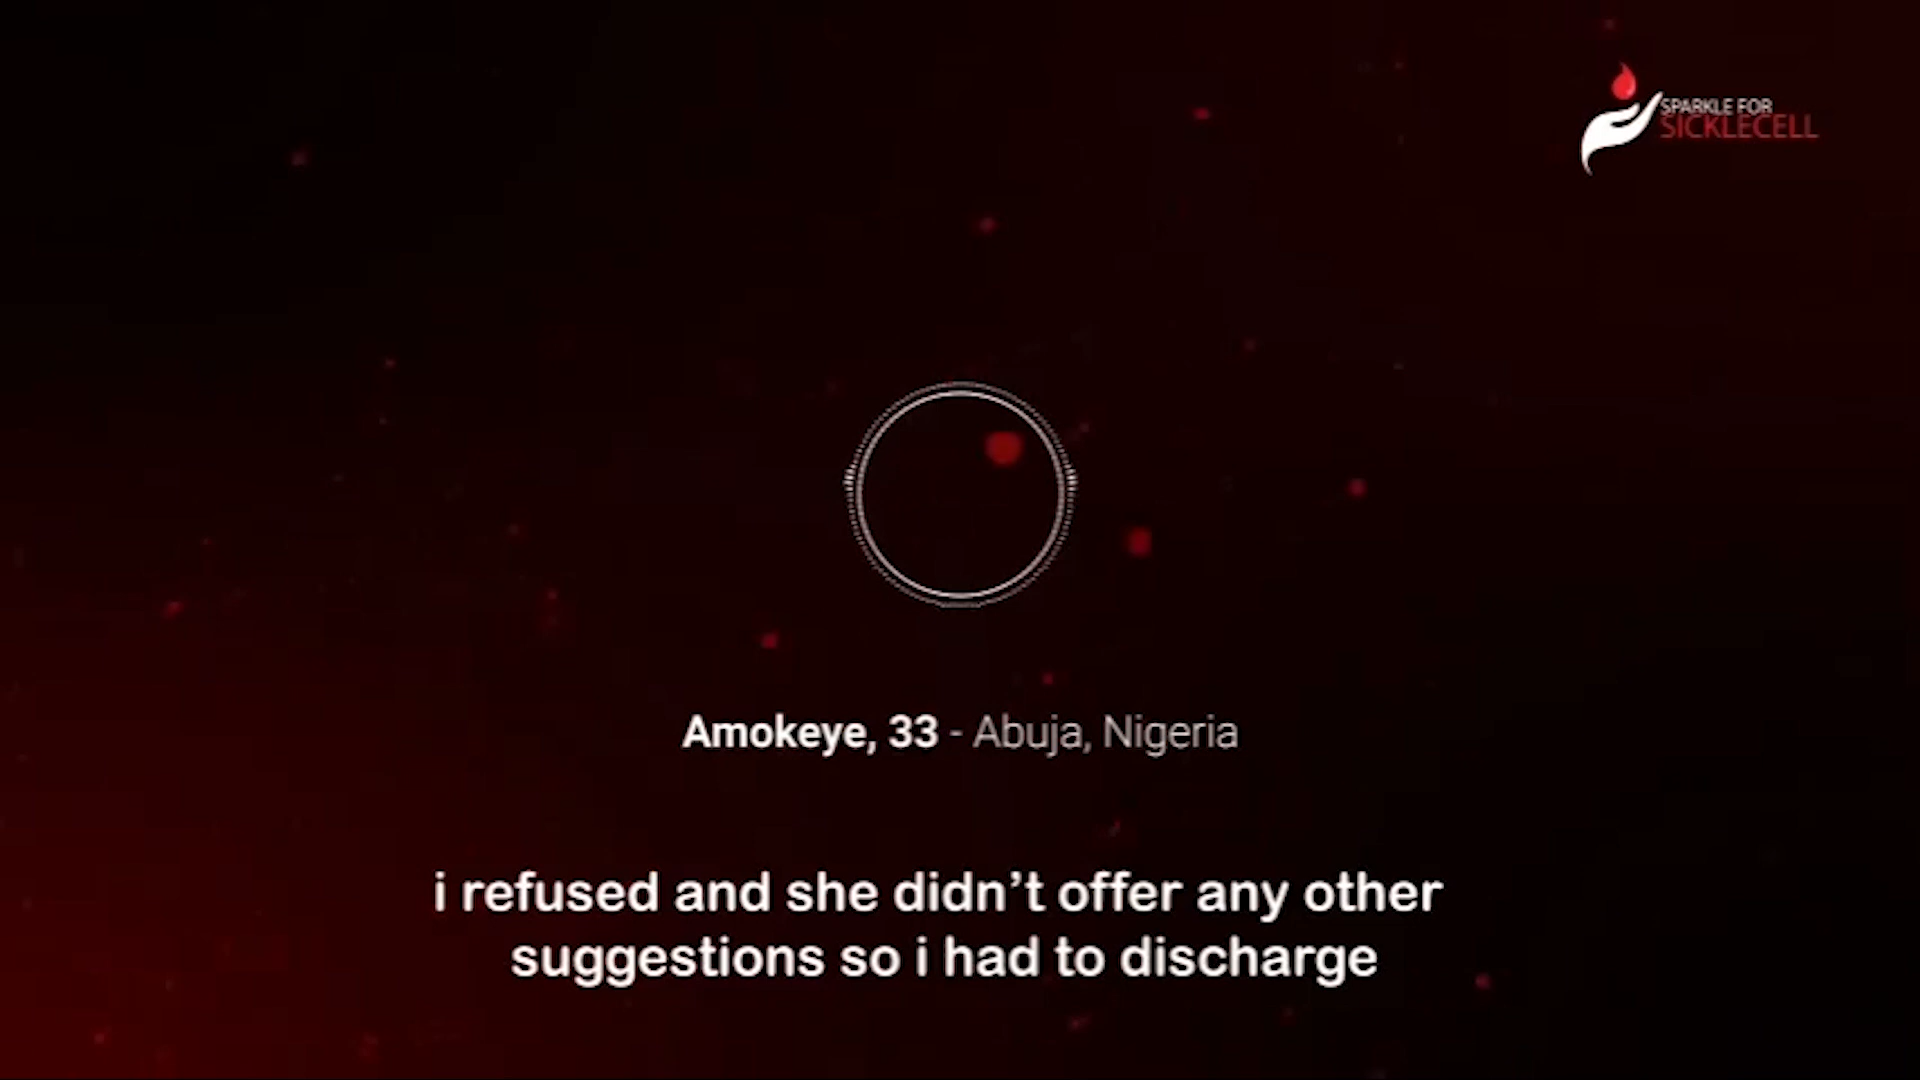 SPARKLE FOR
SICKLECELL
Amokeye, 33 - Abuja, Nigeria
i refused and she didn’t offer any other
suggestions so i had to discharge